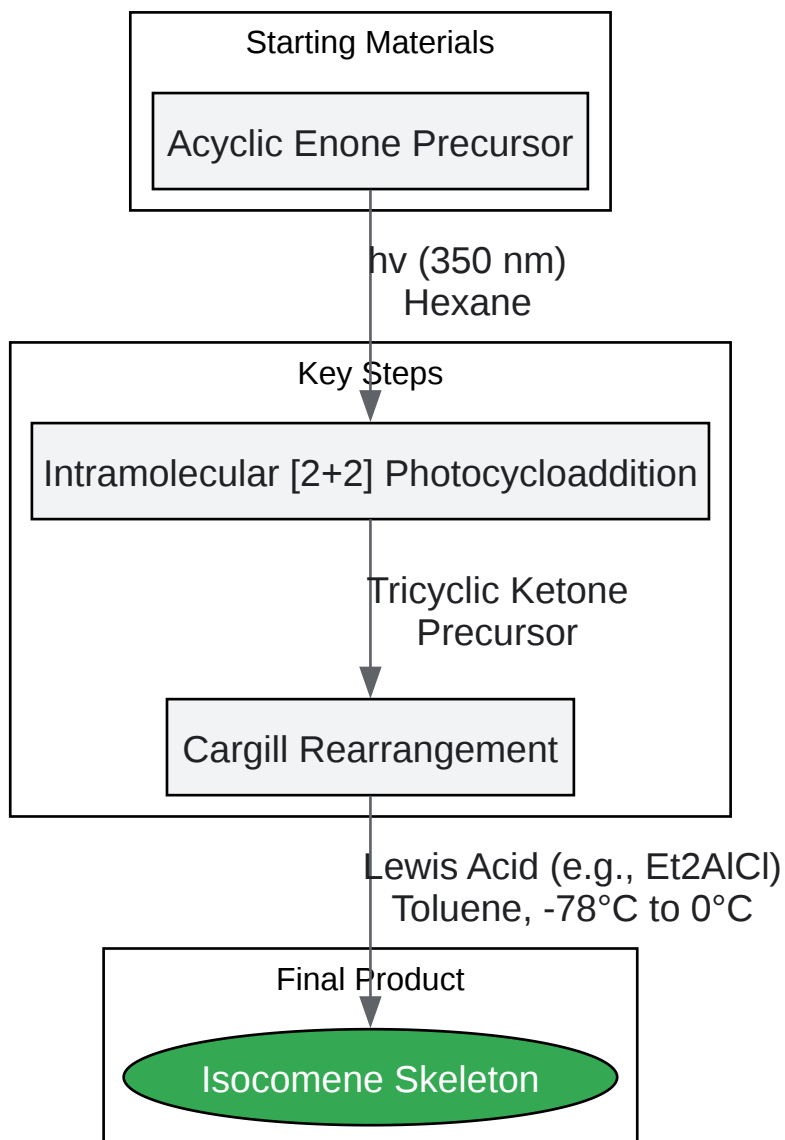 Starting Materials
Acyclic Enone Precursor
hv (350 nm)
Hexane
Key Steps
Intramolecular [2+2] Photocycloaddition
Tricyclic Ketone
Precursor
Cargill Rearrangement
Lewis Acid (e.g., Et2AlCl)
Toluene, -78°C to 0°C
Final Product
Isocomene Skeleton